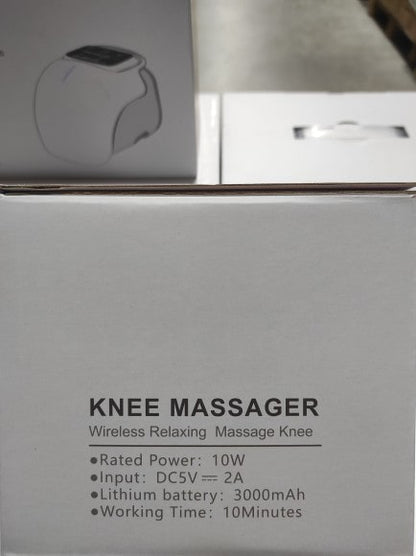 KNEE MASSAGER
Wireless Relaxing Massage Knee
●Rated Power: 10W
●Input: DC5V⎓2A
●Lithium battery: 3000mAh
●Working Time: 10Minutes